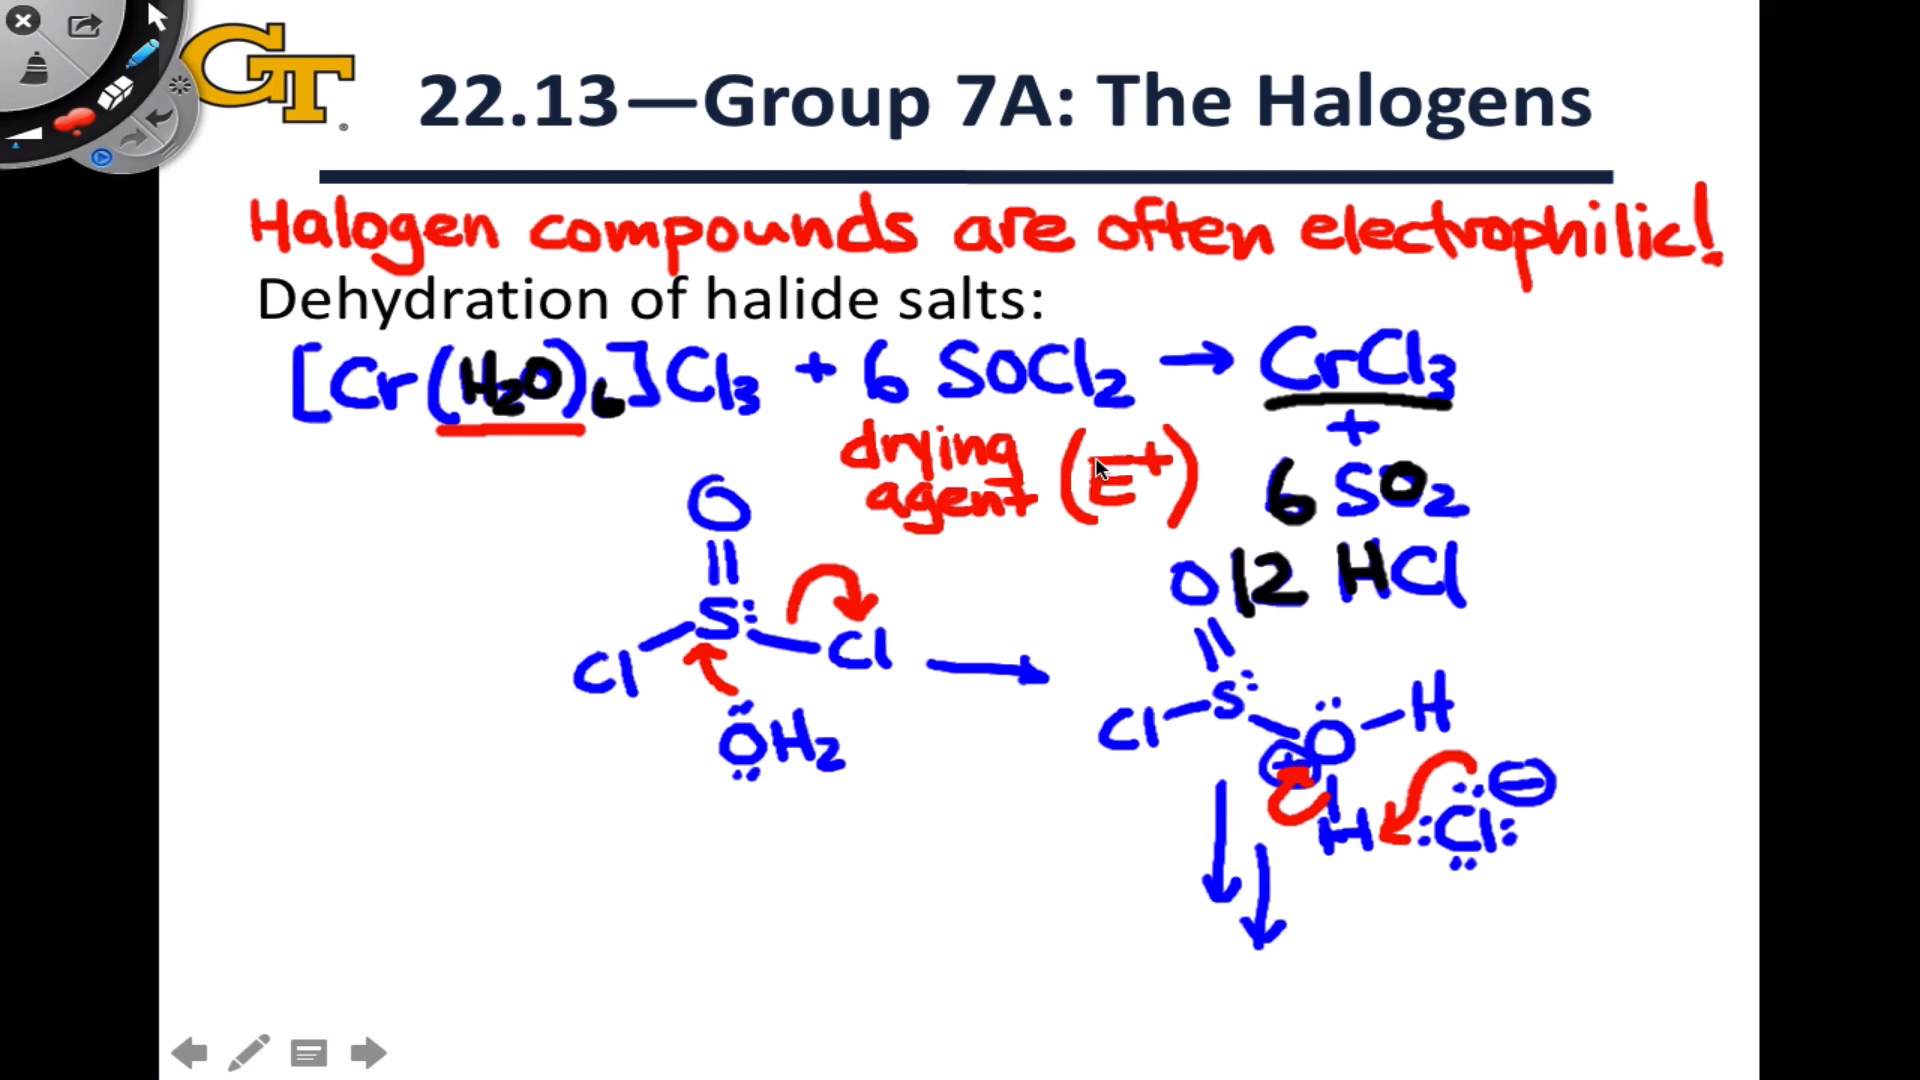 GT
®
22.13—Group 7A: The Halogens
Halogen compounds are often electrophilic!
Dehydration of halide salts:
[Cr(H₂O)₆]Cl₃ + 6 SOCl₂ → CrCl₃
+
drying agent (E⁺)
6 SO₂
12 HCl
O
S:
Cl
Cl
ÖH₂
O
S:
Cl
O
H
⊕
H
:Cl:
⊖